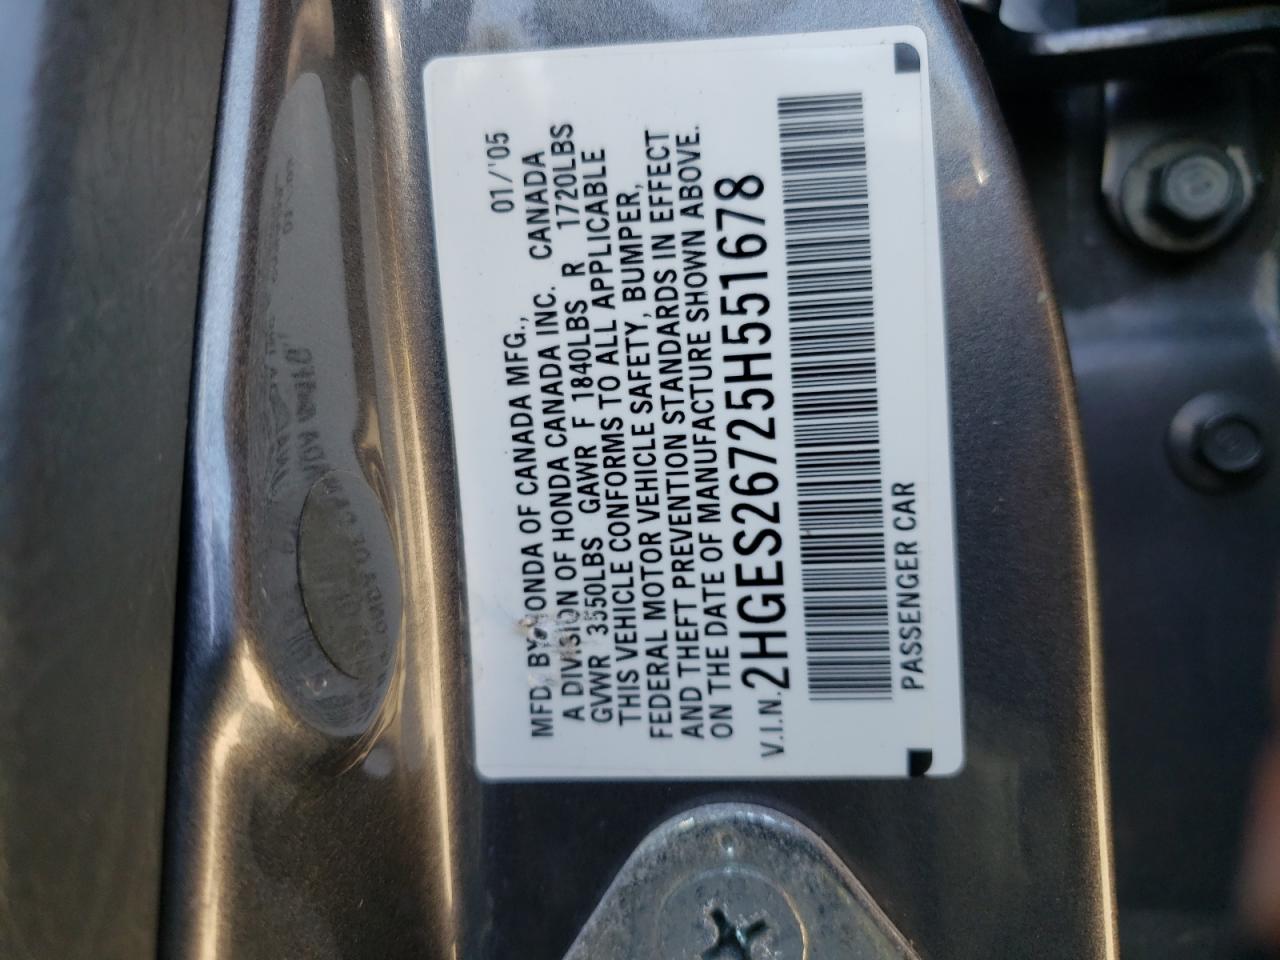 MFD. BY HONDA OF CANADA MFG., 01/'05
A DIVISION OF HONDA CANADA INC. CANADA
GVWR 3550LBS GAWR F 1840LBS R 1720LBS
THIS VEHICLE CONFORMS TO ALL APPLICABLE
FEDERAL MOTOR VEHICLE SAFETY, BUMPER,
AND THEFT PREVENTION STANDARDS IN EFFECT
ON THE DATE OF MANUFACTURE SHOWN ABOVE.
V.I.N. 2HGES26725H551678
PASSENGER CAR